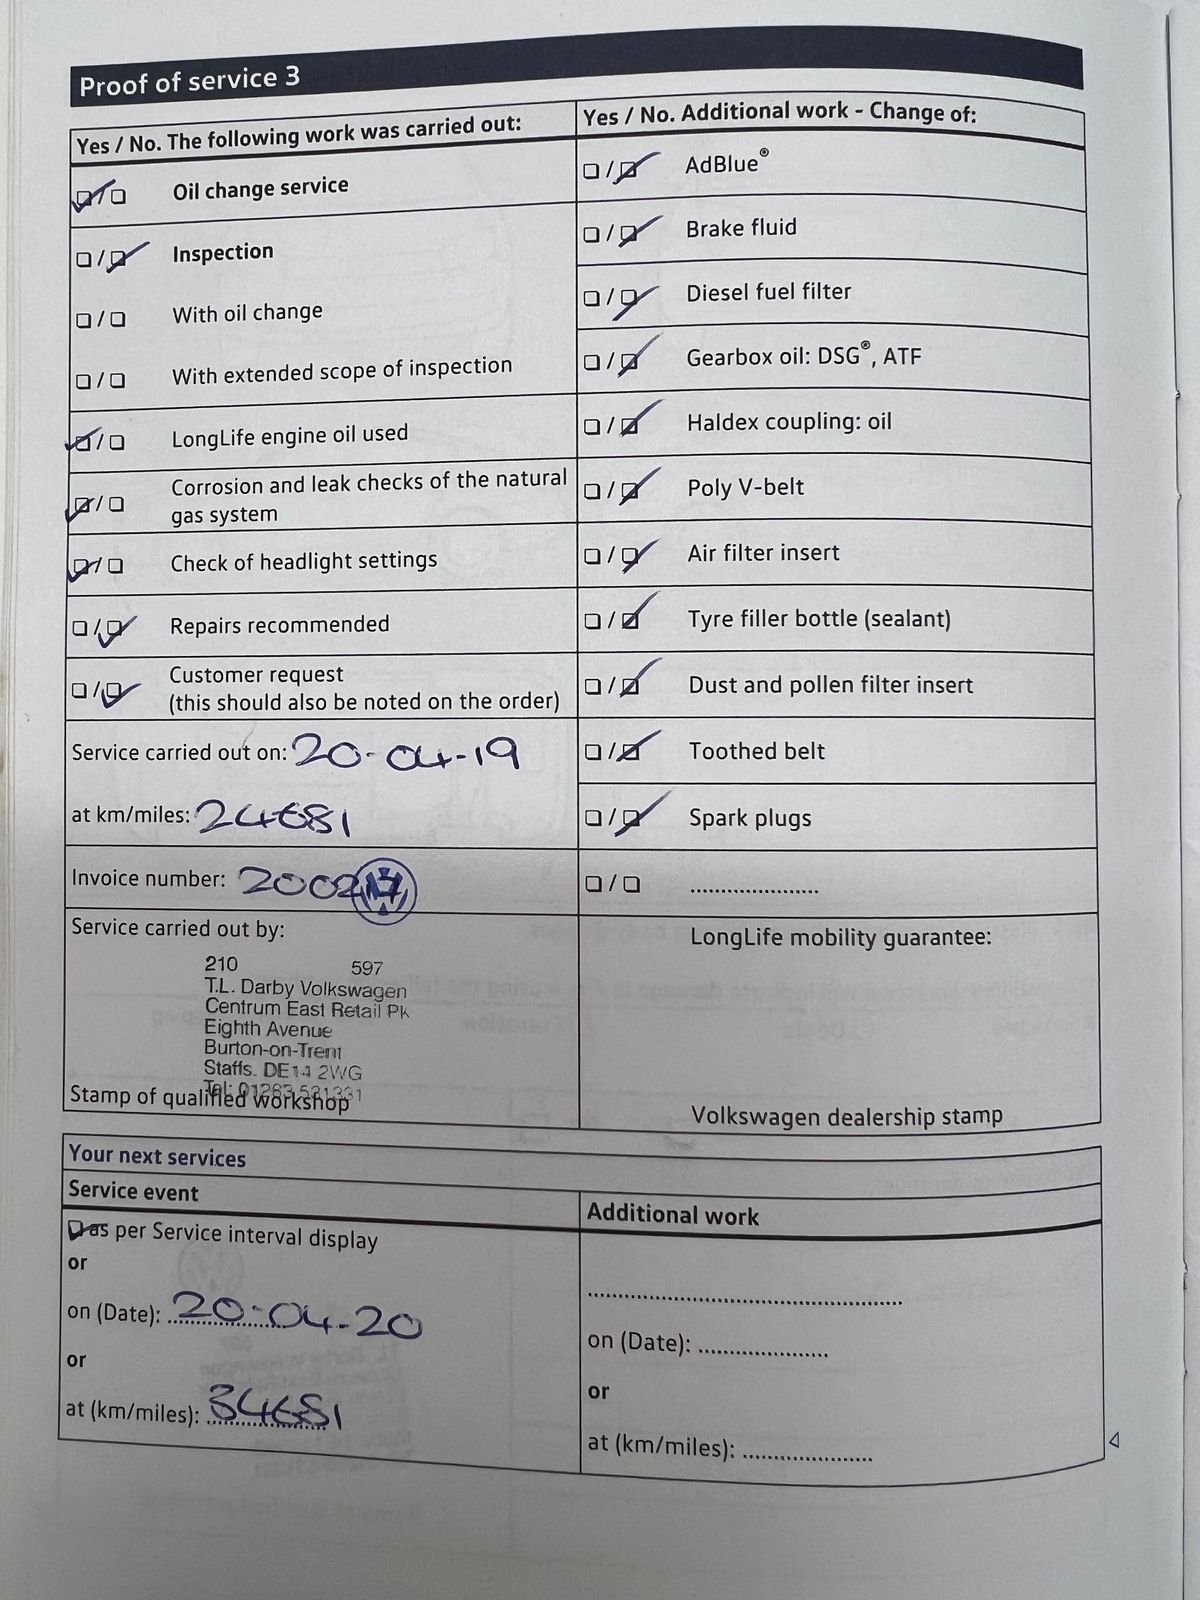 Proof of service 3
Yes / No. The following work was carried out:
Oil change service
Inspection
With oil change
With extended scope of inspection
LongLife engine oil used
Corrosion and leak checks of the natural
gas system
Check of headlight settings
Repairs recommended
Customer request
(this should also be noted on the order)
Service carried out on: 20-04-19
at km/miles: 24681
Invoice number:
Service carried out by:
210 597
T.L. Darby Volkswagen
Centrum East Retail Pk
Eighth Avenue
Burton-on-Trent
Staffs. DE14 2WG
Tel: 01283 531331
Stamp of qualified workshop
Yes / No. Additional work - Change of:
AdBlue®
Brake fluid
Diesel fuel filter
Gearbox oil: DSG®, ATF
Haldex coupling: oil
Poly V-belt
Air filter insert
Tyre filler bottle (sealant)
Dust and pollen filter insert
Toothed belt
Spark plugs
....................
LongLife mobility guarantee:
Volkswagen dealership stamp
Your next services
Service event
as per Service interval display
or
on (Date): 20-04-20
or
at (km/miles): 34681
Additional work
..................................................
on (Date): ....................
or
at (km/miles): ....................